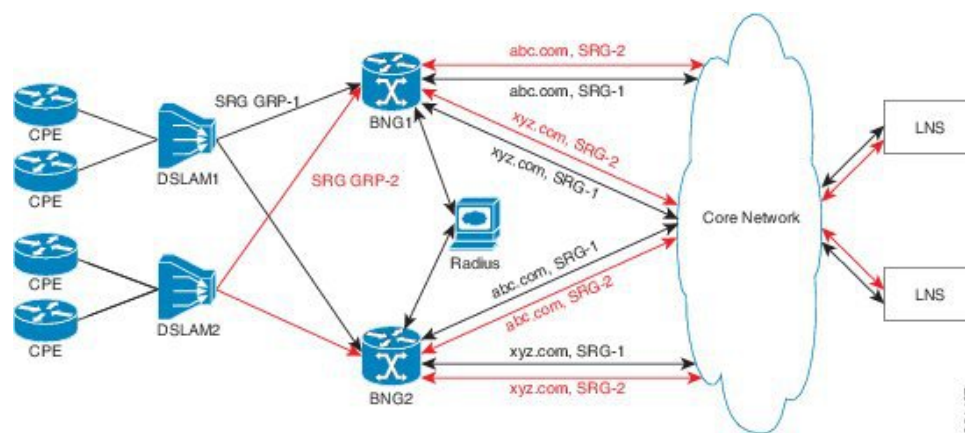 abc.com, SRG-2
abc.com, SRG-1
SRG GRP-1
CPE
BNG1
xyz.com, SRG-2
xyz.com, SRG-1
LNS
CPE
DSLAM1
SRG GRP-2
Core Network
Radius
CPE
abc.com, SRG-1
abc.com, SRG-2
LNS
CPE
DSLAM2
xyz.com, SRG-1
BNG2
xyz.com, SRG-2